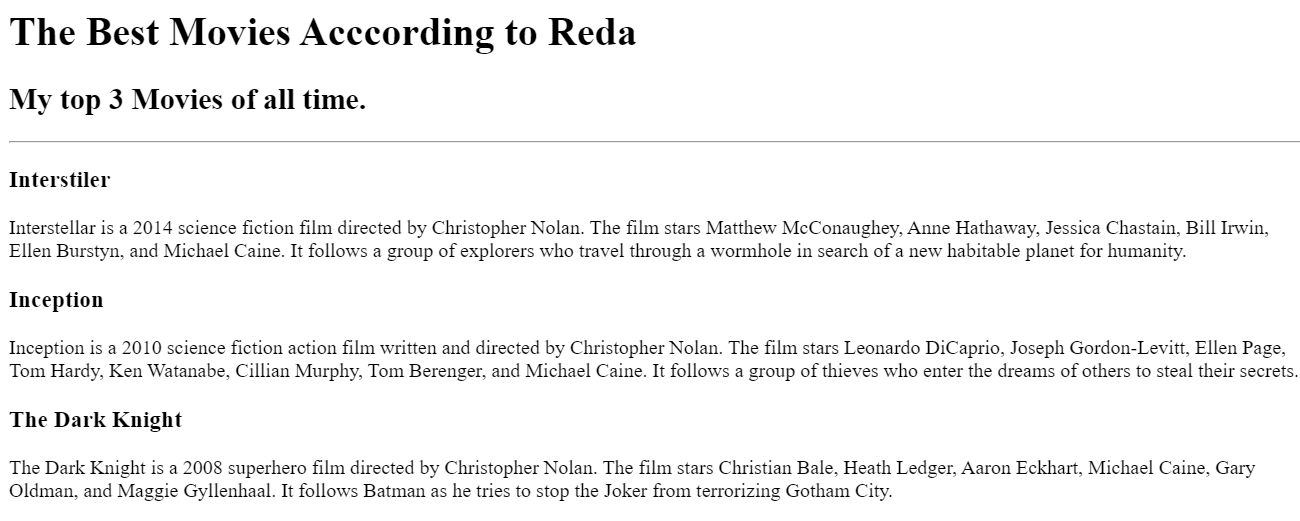 The Best Movies Acccording to Reda
My top 3 Movies of all time.
Interstiler
Interstellar is a 2014 science fiction film directed by Christopher Nolan. The film stars Matthew McConaughey, Anne Hathaway, Jessica Chastain, Bill Irwin,
Ellen Burstyn, and Michael Caine. It follows a group of explorers who travel through a wormhole in search of a new habitable planet for humanity.
Inception
Inception is a 2010 science fiction action film written and directed by Christopher Nolan. The film stars Leonardo DiCaprio, Joseph Gordon-Levitt, Ellen Page,
Tom Hardy, Ken Watanabe, Cillian Murphy, Tom Berenger, and Michael Caine. It follows a group of thieves who enter the dreams of others to steal their secrets.
The Dark Knight
The Dark Knight is a 2008 superhero film directed by Christopher Nolan. The film stars Christian Bale, Heath Ledger, Aaron Eckhart, Michael Caine, Gary
Oldman, and Maggie Gyllenhaal. It follows Batman as he tries to stop the Joker from terrorizing Gotham City.